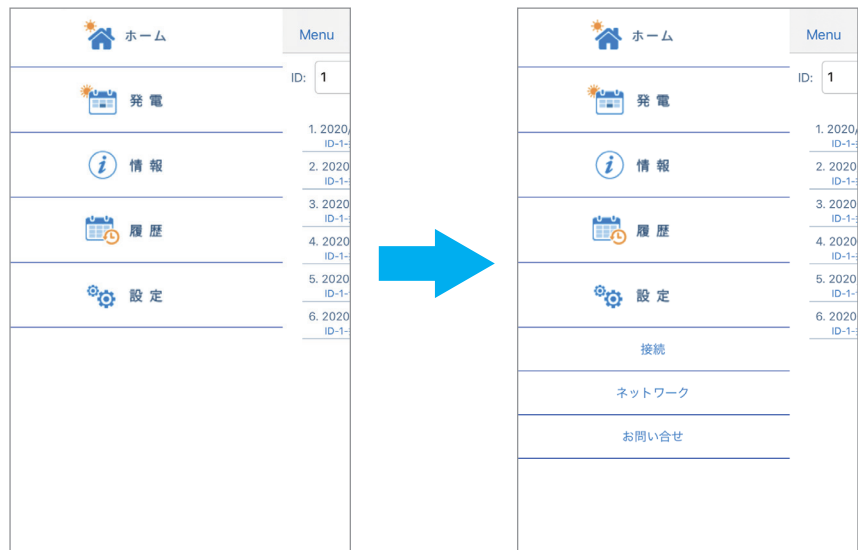 ホーム
発電
情報
履歴
設定
Menu
ID: 1
1. 2020/
ID-1-
2. 2020
ID-1-
3. 2020
ID-1-
4. 2020
ID-1-
5. 2020
ID-1-
6. 2020
ID-1-
ホーム
発電
情報
履歴
設定
接続
ネットワーク
お問い合せ
Menu
ID: 1
1. 2020/
ID-1-
2. 2020
ID-1-
3. 2020
ID-1-
4. 2020
ID-1-
5. 2020
ID-1-
6. 2020
ID-1-